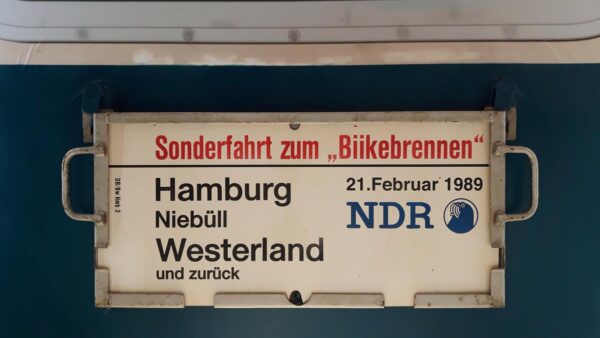 Sonderfahrt zum „Biikebrennen“
Hamburg
21.Februar 1989
Niebüll
NDR
Westerland
und zurück